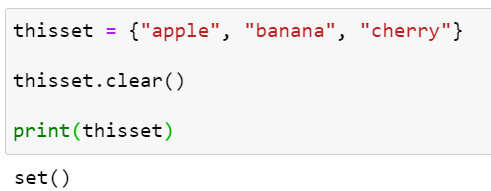 thisset = {"apple", "banana", "cherry"}
thisset.clear()
print(thisset)
set()